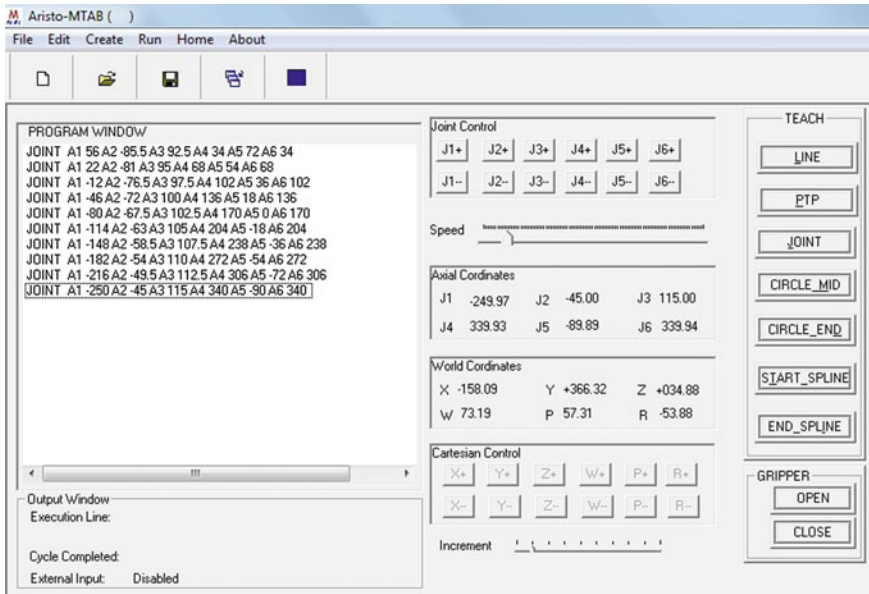 Aristo-MTAB ( )
File Edit Create Run Home About
PROGRAM WINDOW
JOINT A1 56 A2 -85.5 A3 92.5 A4 34 A5 72 A6 34
JOINT A1 22 A2 -81 A3 95 A4 68 A5 54 A6 68
JOINT A1 -12 A2 -76.5 A3 97.5 A4 102 A5 36 A6 102
JOINT A1 -46 A2 -72 A3 100 A4 136 A5 18 A6 136
JOINT A1 -80 A2 -67.5 A3 102.5 A4 170 A5 0 A6 170
JOINT A1 -114 A2 -63 A3 105 A4 204 A5 -18 A6 204
JOINT A1 -148 A2 -58.5 A3 107.5 A4 238 A5 -36 A6 238
JOINT A1 -182 A2 -54 A3 110 A4 272 A5 -54 A6 272
JOINT A1 -216 A2 -49.5 A3 112.5 A4 306 A5 -72 A6 306
JOINT A1 -250 A2 -45 A3 115 A4 340 A5 -90 A6 340
Output Window
Execution Line:
Cycle Completed:
External Input: Disabled
Joint Control
J1+ J2+ J3+ J4+ J5+ J6+
J1-- J2-- J3-- J4-- J5-- J6--
Speed
Axial Cordinates
J1 -249.97 J2 -45.00 J3 115.00
J4 339.93 J5 -89.89 J6 339.94
World Cordinates
X -158.09 Y +366.32 Z +034.88
W 73.19 P 57.31 R -53.88
Cartesian Control
X+ Y+ Z+ W+ P+ R+
X-- Y-- Z-- W-- P-- R--
Increment
TEACH
LINE
PTP
JOINT
CIRCLE_MID
CIRCLE_END
START_SPLINE
END_SPLINE
GRIPPER
OPEN
CLOSE